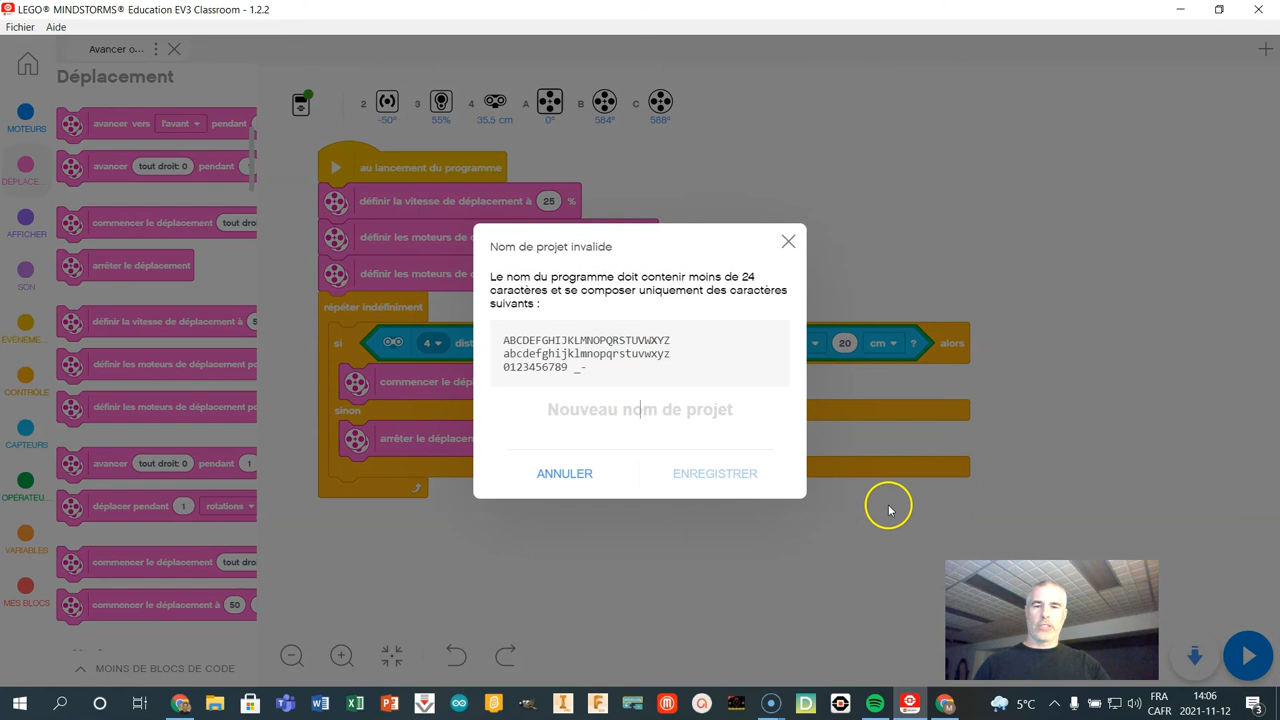 LEGO® MINDSTORMS® Education EV3 Classroom - 1.2.2
Fichier Aide
Avancer o...
Déplacement
MOTEURS
DÉPLACE...
AFFICHER
SON
ÉVÉNEME...
CONTRÔLE
CAPTEURS
OPÉRATEU...
VARIABLES
MES BLOCS
avancer vers l'avant pendant
avancer tout droit: 0 pendant
commencer le déplacement tout dro
arrêter le déplacement
définir la vitesse de déplacement à
définir les moteurs de déplacement
définir les moteurs de déplacement p
avancer tout droit: 0 pendant 1
déplacer pendant 1 rotations
commencer le déplacement tout dro
commencer le déplacement à 50
MOINS DE BLOCS DE CODE
2 3 4 A B C
-50° 55% 35.5 cm 0° 584° 588°
au lancement du programme
définir la vitesse de déplacement à 25 %
définir les moteurs de d
définir les moteurs de d
répéter indéfiniment
si 4 dist 20 cm ? alors
commencer le dép
sinon
arrêter le déplacem
Nom de projet invalide
Le nom du programme doit contenir moins de 24
caractères et se composer uniquement des caractères
suivants :
ABCDEFGHIJKLMNOPQRSTUVWXYZ
abcdefghijklmnopqrstuvwxyz
0123456789 _-
Nouveau nom de projet
ANNULER ENREGISTRER
5°C
FRA
CAFR
14:06
2021-11-12
3